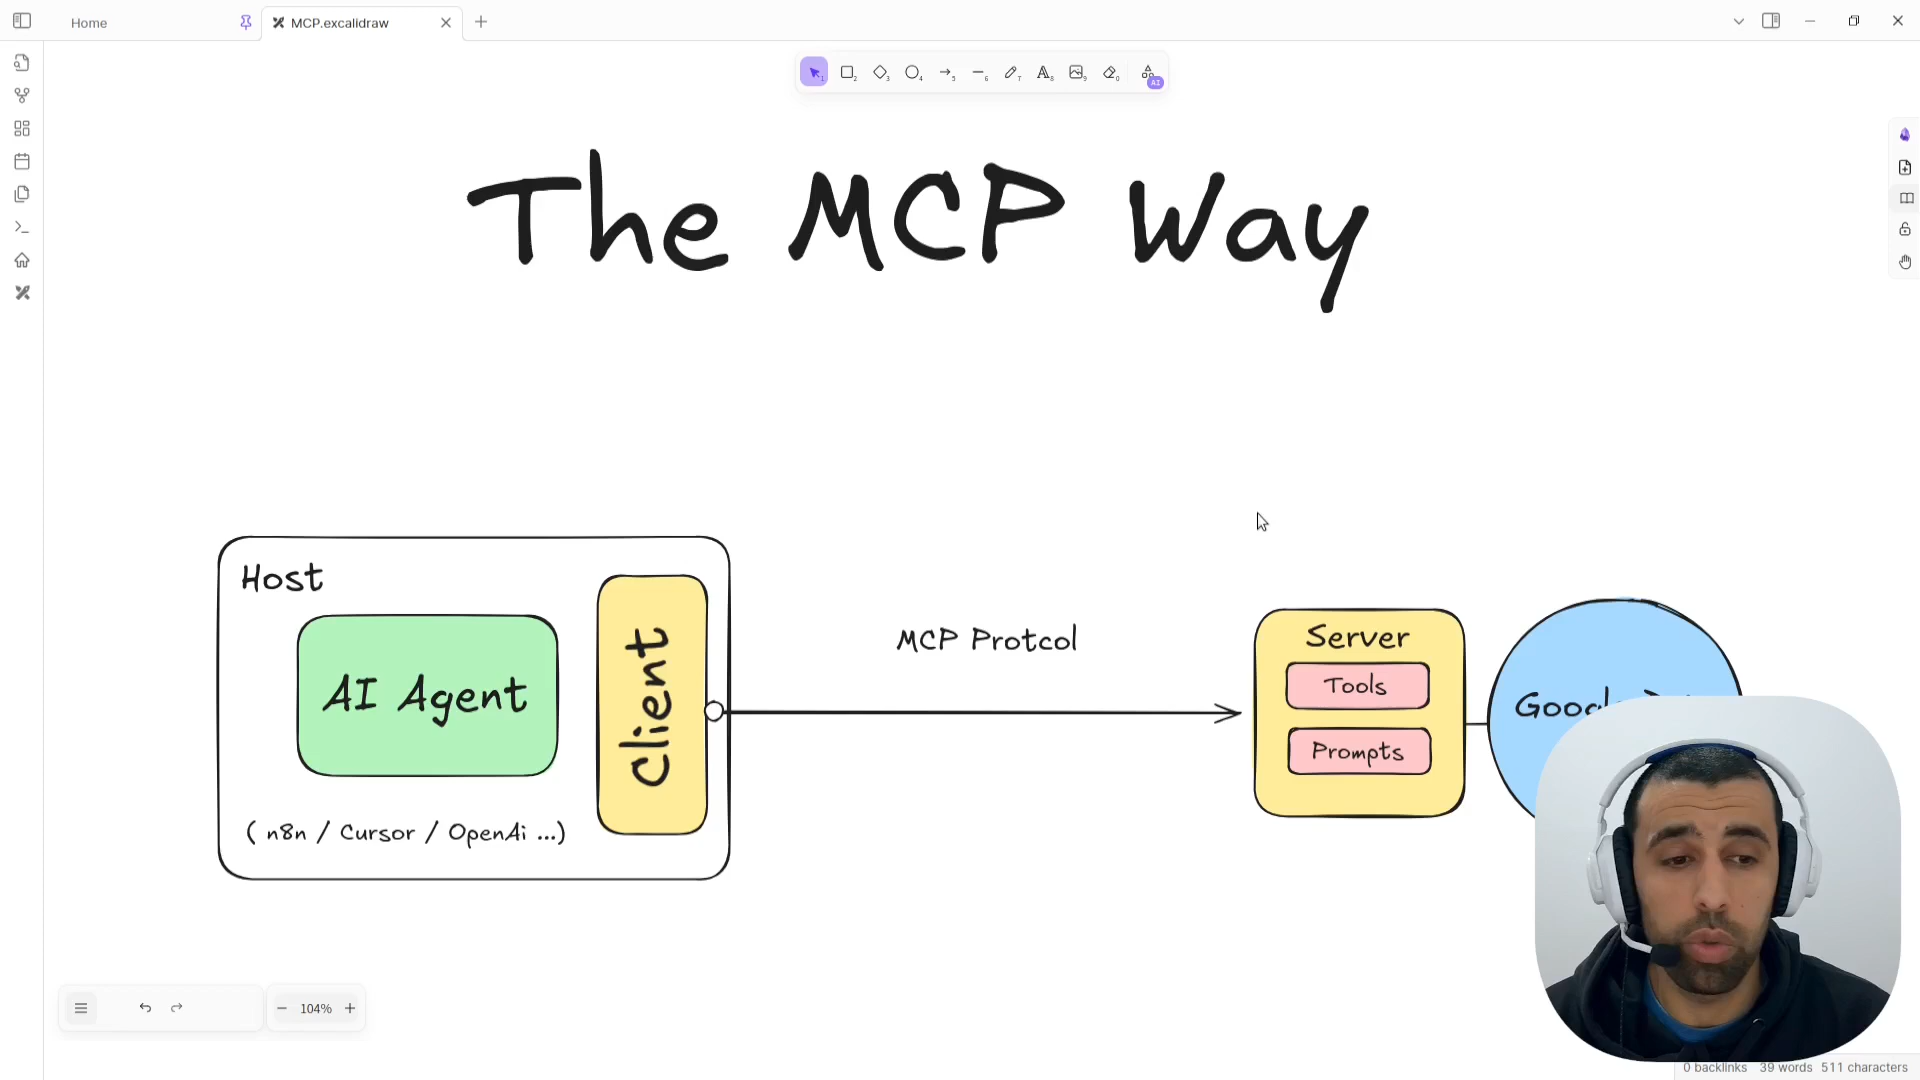 Home
MCP.excalidraw
The MCP Way
Host
AI Agent
Client
( n8n / Cursor / OpenAi ...)
MCP Protcol
Server
Tools
Prompts
104%
0 backlinks 39 words 511 characters